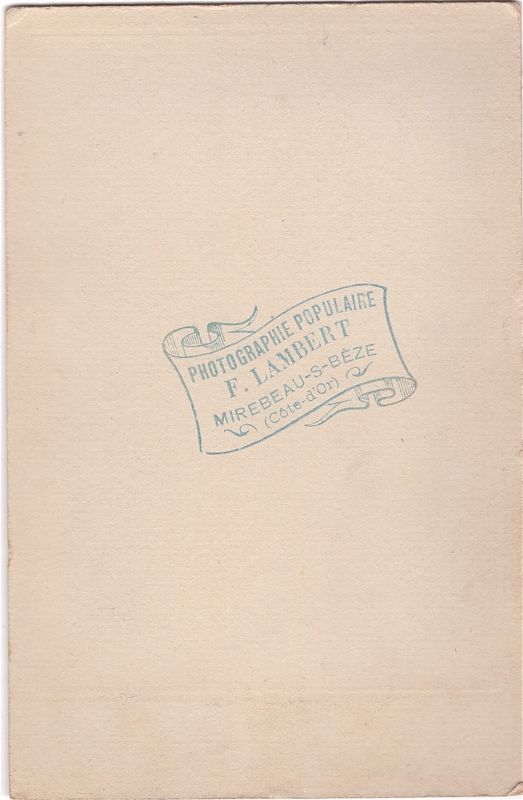 PHOTOGRAPHIE POPULAIRE
F. LAMBERT
MIREBEAU-S-BÈZE
(Côte-d'Or)